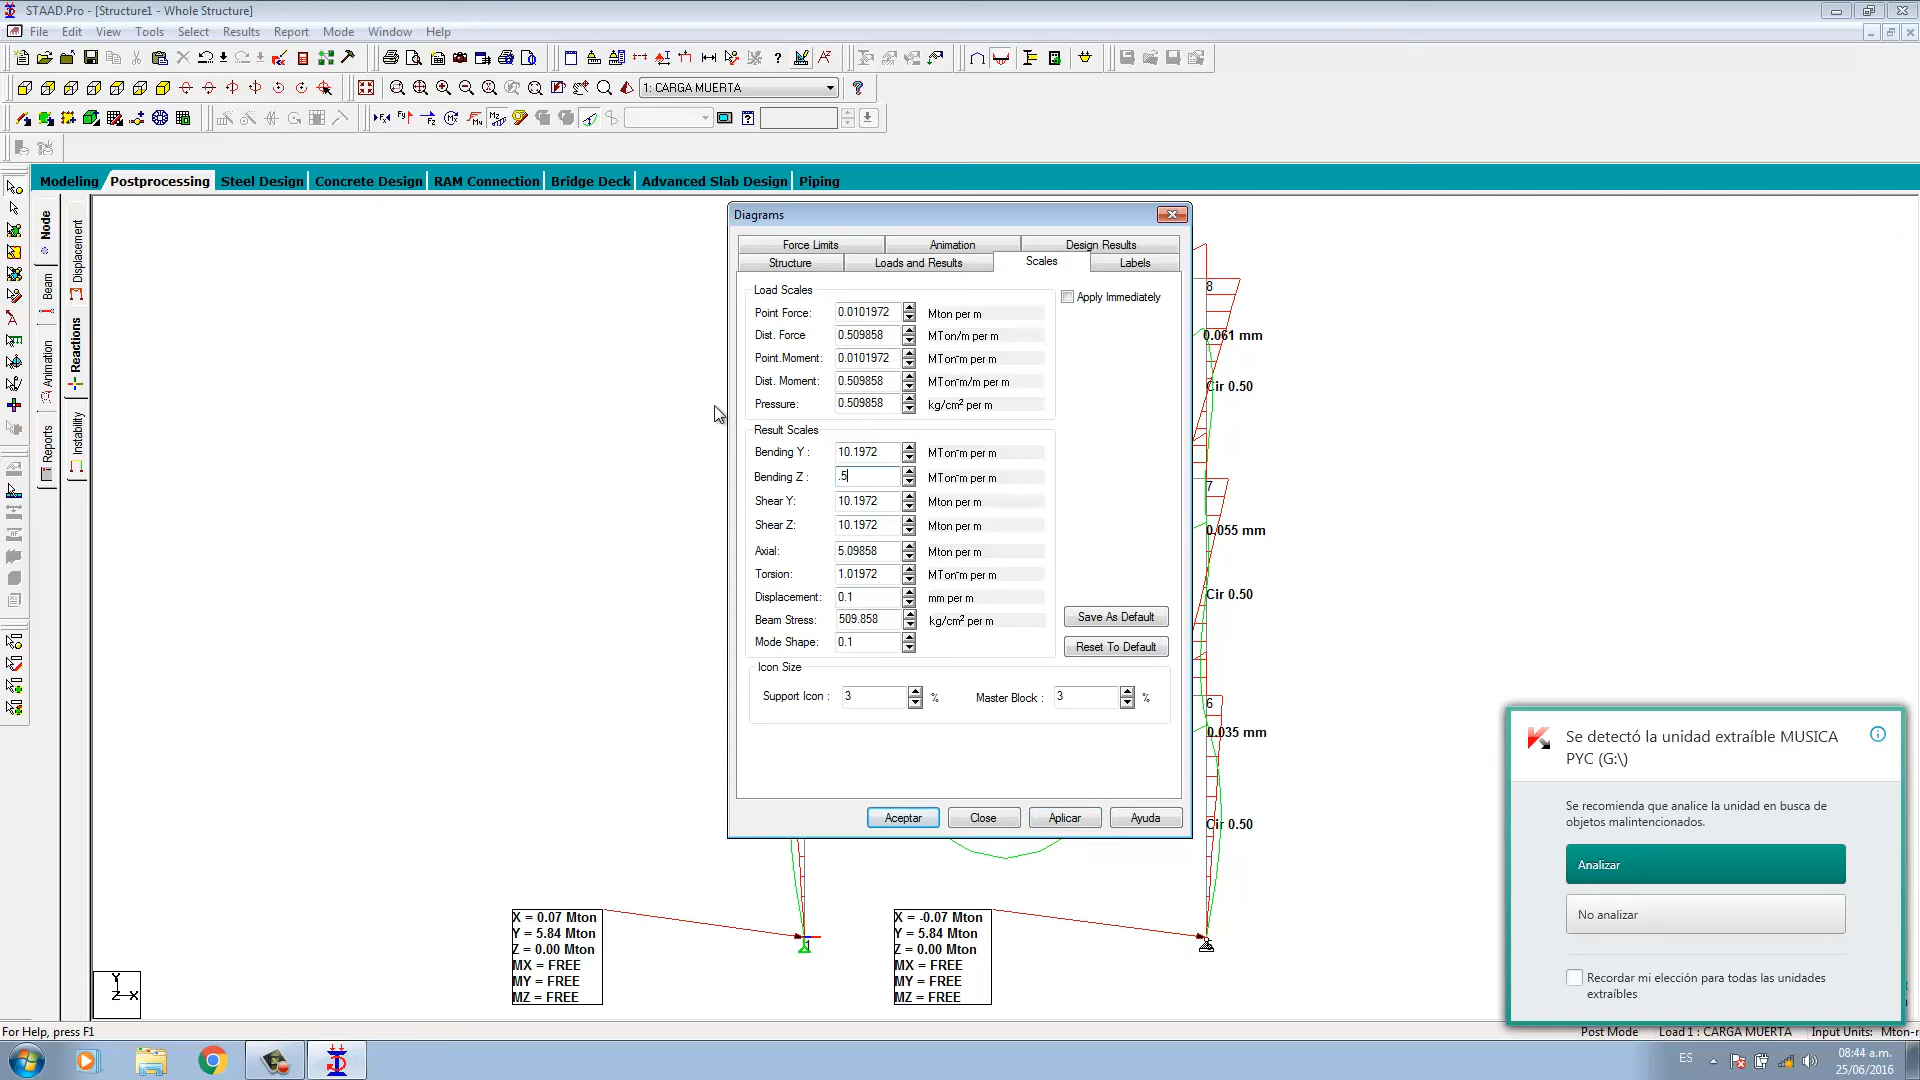 STAAD.Pro - [Structure1 - Whole Structure]
File Edit View Tools Select Results Report Mode Window Help
1: CARGA MUERTA
Modeling Postprocessing Steel Design Concrete Design RAM Connection Bridge Deck Advanced Slab Design Piping
Node
Beam
Animation
Reports
Displacement
Reactions
Instability
Diagrams
Force Limits Animation Design Results
Structure Loads and Results Scales Labels
Load Scales
Apply Immediately
Point Force: 0.0101972 Mton per m
Dist. Force 0.509858 MTon/m per m
Point.Moment: 0.0101972 MTon-m per m
Dist. Moment: 0.509858 MTon-m/m per m
Pressure: 0.509858 kg/cm2 per m
Result Scales
Bending Y : 10.1972 MTon-m per m
Bending Z : .5 MTon-m per m
Shear Y: 10.1972 Mton per m
Shear Z: 10.1972 Mton per m
Axial: 5.09858 Mton per m
Torsion: 1.01972 MTon-m per m
Displacement: 0.1 mm per m
Beam Stress: 509.858 kg/cm2 per m
Mode Shape: 0.1
Save As Default
Reset To Default
Icon Size
Support Icon : 3 % Master Block : 3 %
Aceptar Close Aplicar Ayuda
8
0.061 mm
Cir 0.50
7
0.055 mm
Cir 0.50
6
0.035 mm
Cir 0.50
X = 0.07 Mton
Y = 5.84 Mton
Z = 0.00 Mton
MX = FREE
MY = FREE
MZ = FREE
1
X = -0.07 Mton
Y = 5.84 Mton
Z = 0.00 Mton
MX = FREE
MY = FREE
MZ = FREE
Y
Z X
Se detectó la unidad extraíble MUSICA
PYC (G:\)
Se recomienda que analice la unidad en busca de
objetos malintencionados.
Analizar
No analizar
Recordar mi elección para todas las unidades
extraíbles
For Help, press F1
Post Mode Load 1 : CARGA MUERTA Input Units: Mton-
ES
08:44 a.m.
25/06/2016